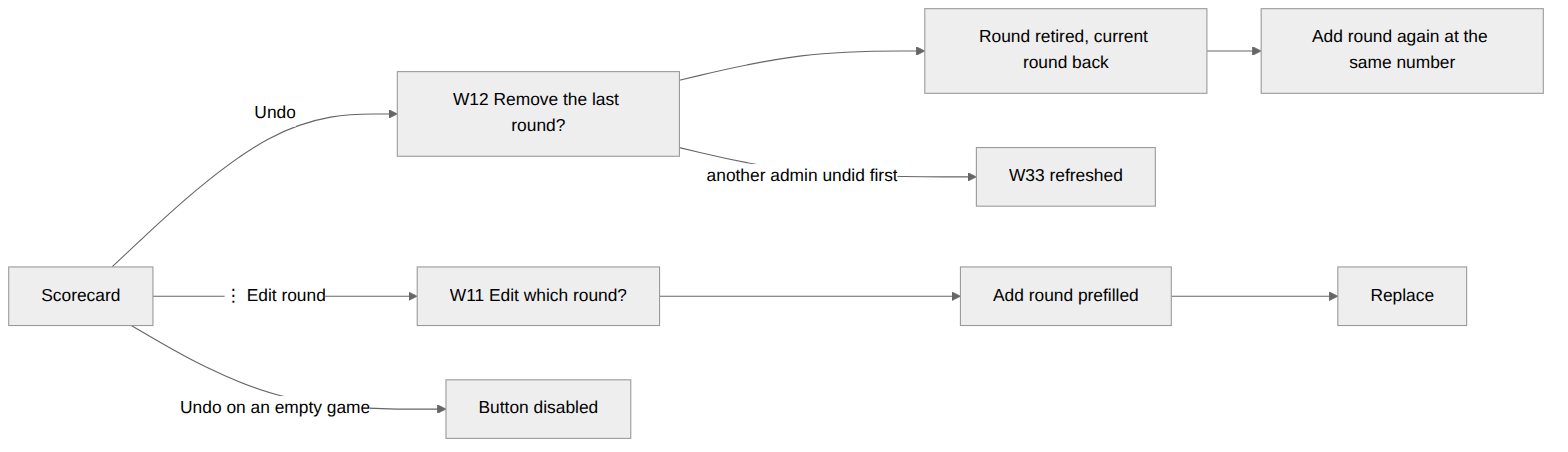 Round retired, current
round back
Add round again at the
same number
Undo
W12 Remove the last
round?
another admin undid first
W33 refreshed
Scorecard
⋮ Edit round
W11 Edit which round?
Add round prefilled
Replace
Undo on an empty game
Button disabled